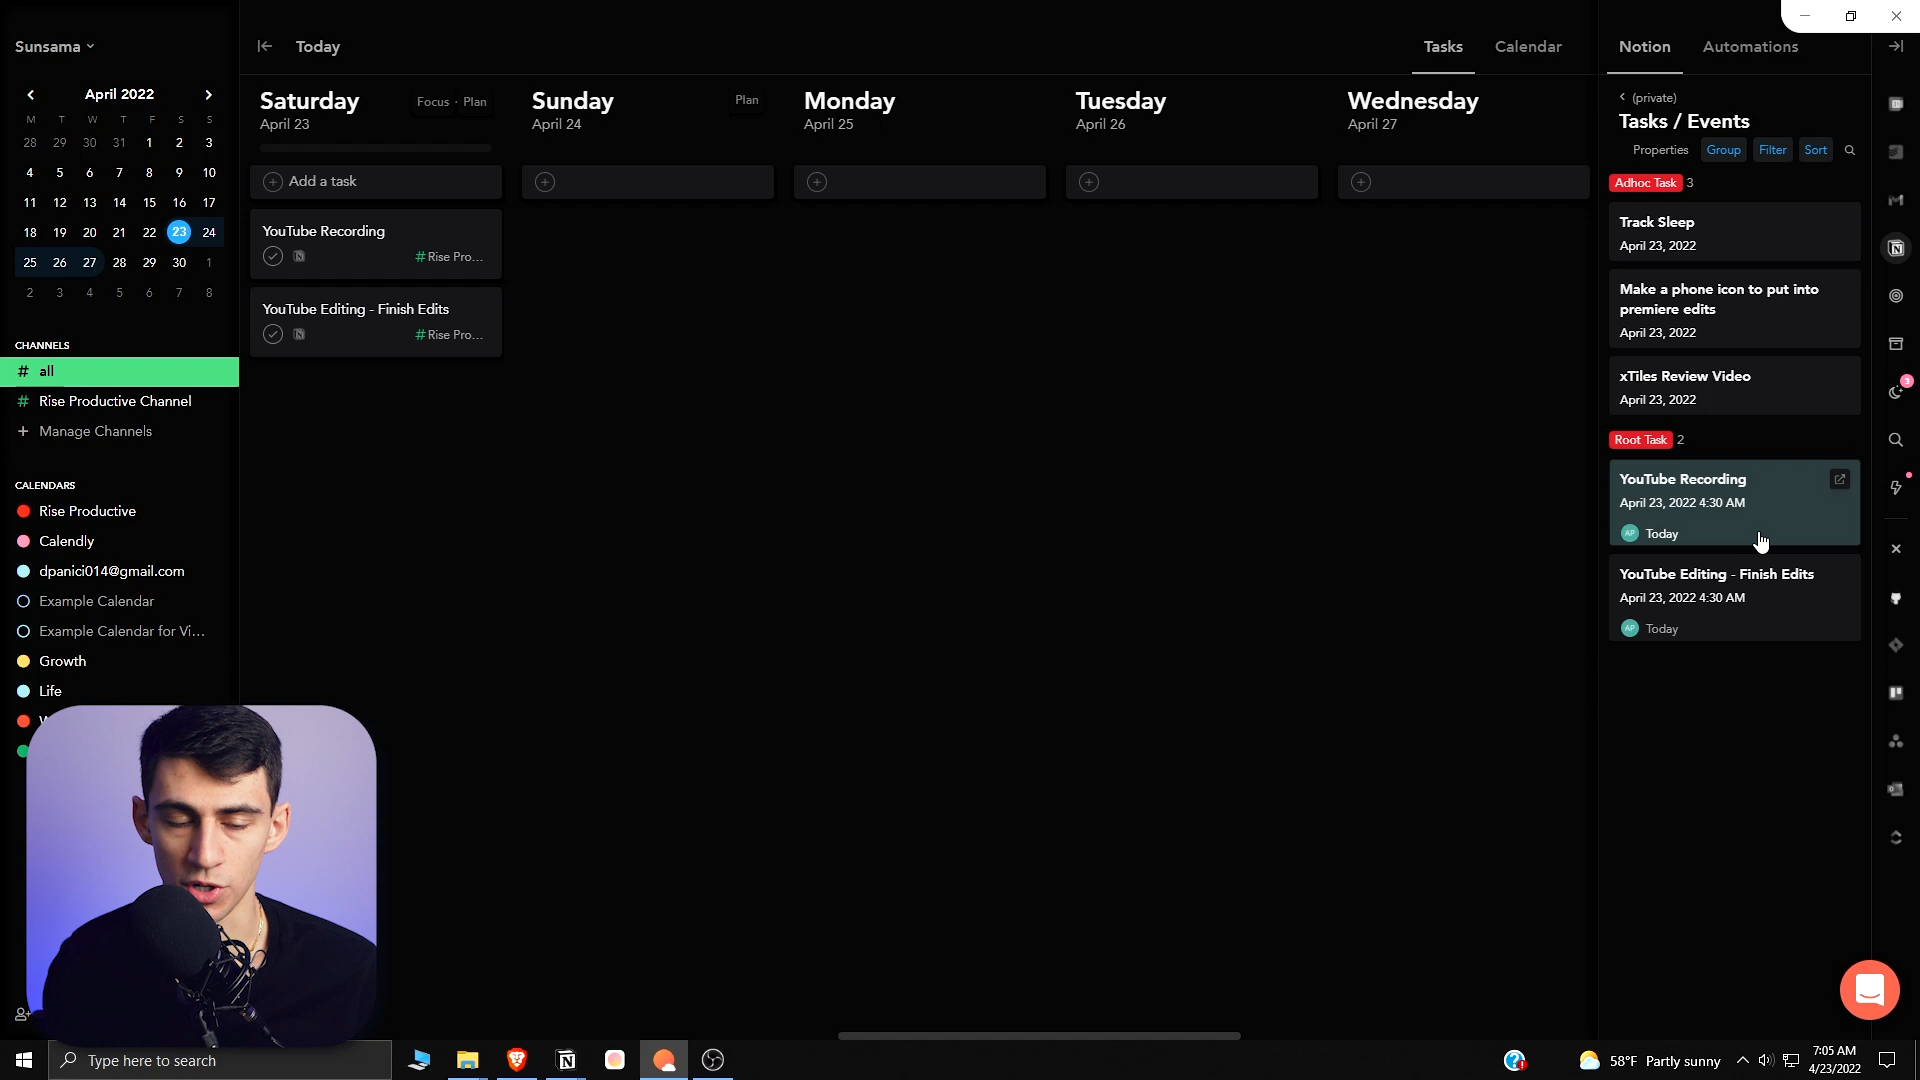 Sunsama
Today
Tasks
Calendar
Notion
Automations
April 2022
M T W T F S S
28 29 30 31 1 2 3
4 5 6 7 8 9 10
11 12 13 14 15 16 17
18 19 20 21 22 23 24
25 26 27 28 29 30 1
2 3 4 5 6 7 8
CHANNELS
# all
# Rise Productive Channel
+ Manage Channels
CALENDARS
Rise Productive
Calendly
dpanici014@gmail.com
Example Calendar
Example Calendar for Vi...
Growth
Life
Saturday
April 23
Focus · Plan
Add a task
YouTube Recording
#Rise Pro...
YouTube Editing - Finish Edits
#Rise Pro...
Sunday
April 24
Plan
Monday
April 25
Tuesday
April 26
Wednesday
April 27
(private)
Tasks / Events
Properties
Group
Filter
Sort
Adhoc Task 3
Track Sleep
April 23, 2022
Make a phone icon to put into
premiere edits
April 23, 2022
xTiles Review Video
April 23, 2022
Root Task 2
YouTube Recording
April 23, 2022 4:30 AM
AP Today
YouTube Editing - Finish Edits
April 23, 2022 4:30 AM
AP Today
3
Type here to search
58°F Partly sunny
7:05 AM
4/23/2022